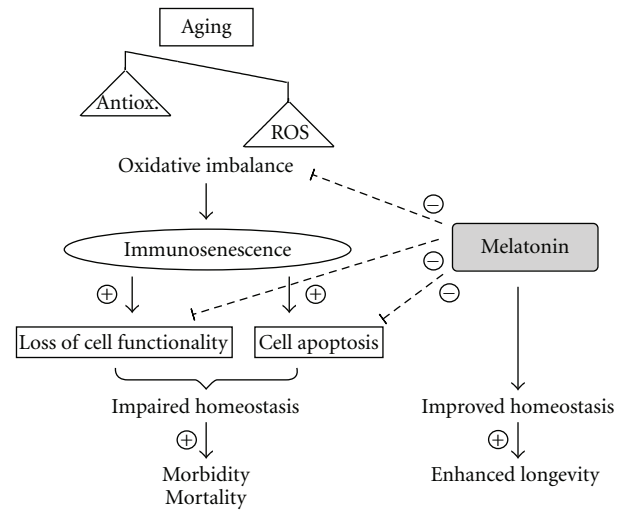 Aging
Antiox.
ROS
Oxidative imbalance
−
Immunosenescence
Melatonin
−
+
+
−
Loss of cell functionality
Cell apoptosis
Impaired homeostasis
Improved homeostasis
+
+
Morbidity
Mortality
Enhanced longevity